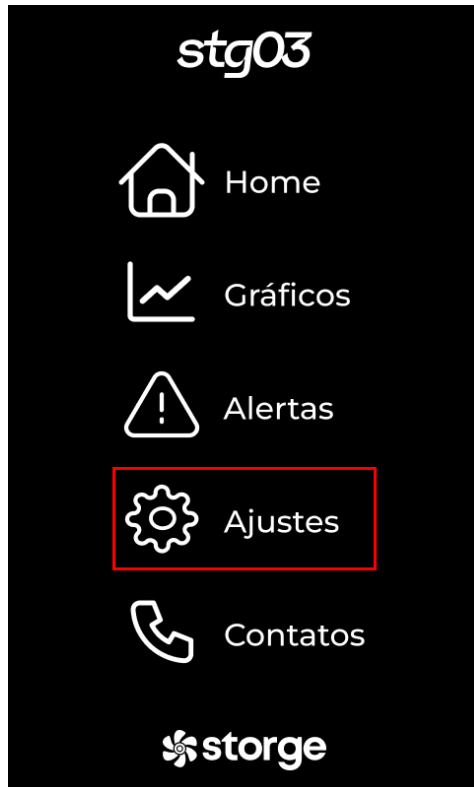 stg03
Home
Gráficos
Alertas
Ajustes
Contatos
storge